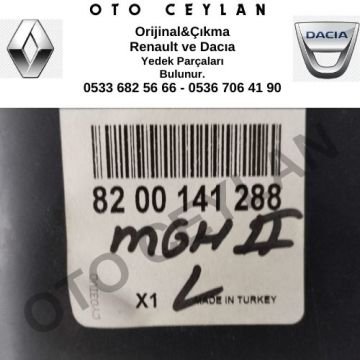 OTO CEYLAN
Orijinal&Çıkma
Renault ve Dacıa
Yedek Parçaları
Bulunur.
0533 682 56 66 - 0536 706 41 90
DACIA
82 00 141 288
MGH II
L
X1
MADE IN TURKEY
OTO CEYLAN